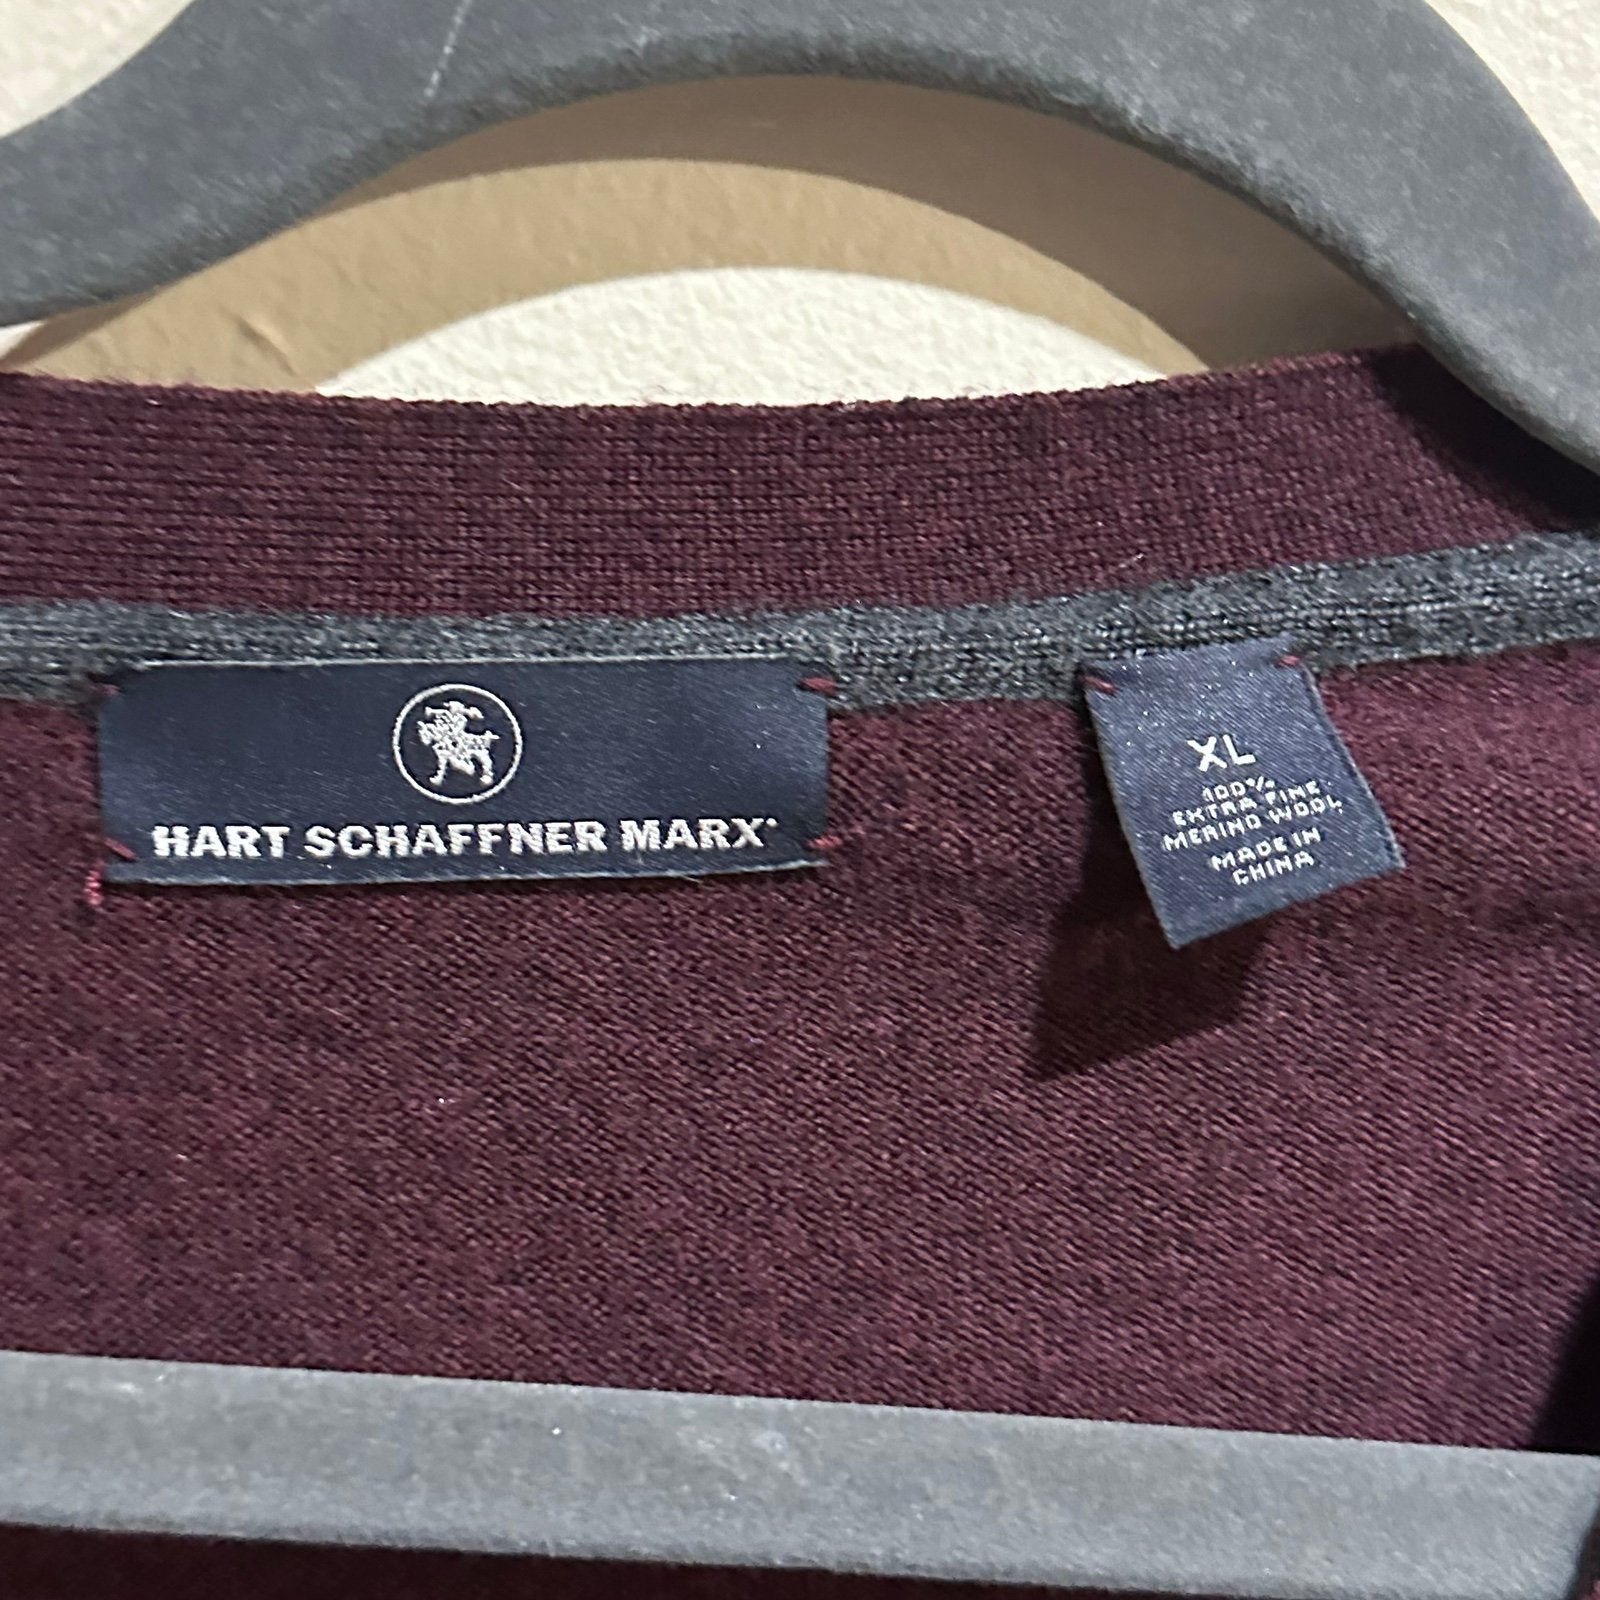 HART SCHAFFNER MARX
XL
100%
EXTRA FINE
MERINO WOOL
MADE IN
CHINA